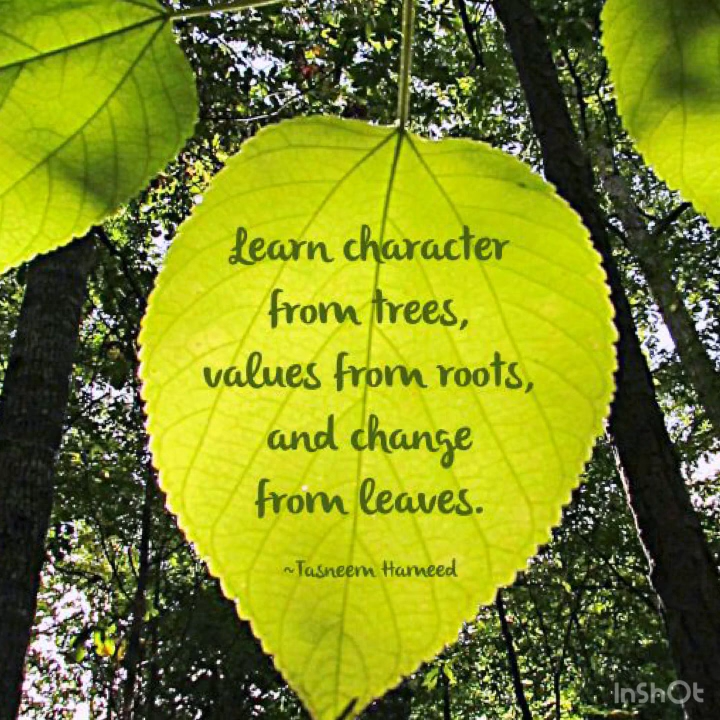 Learn character
from trees,
values from roots,
and change
from leaves.
~Tasneem Hameed
InShOt